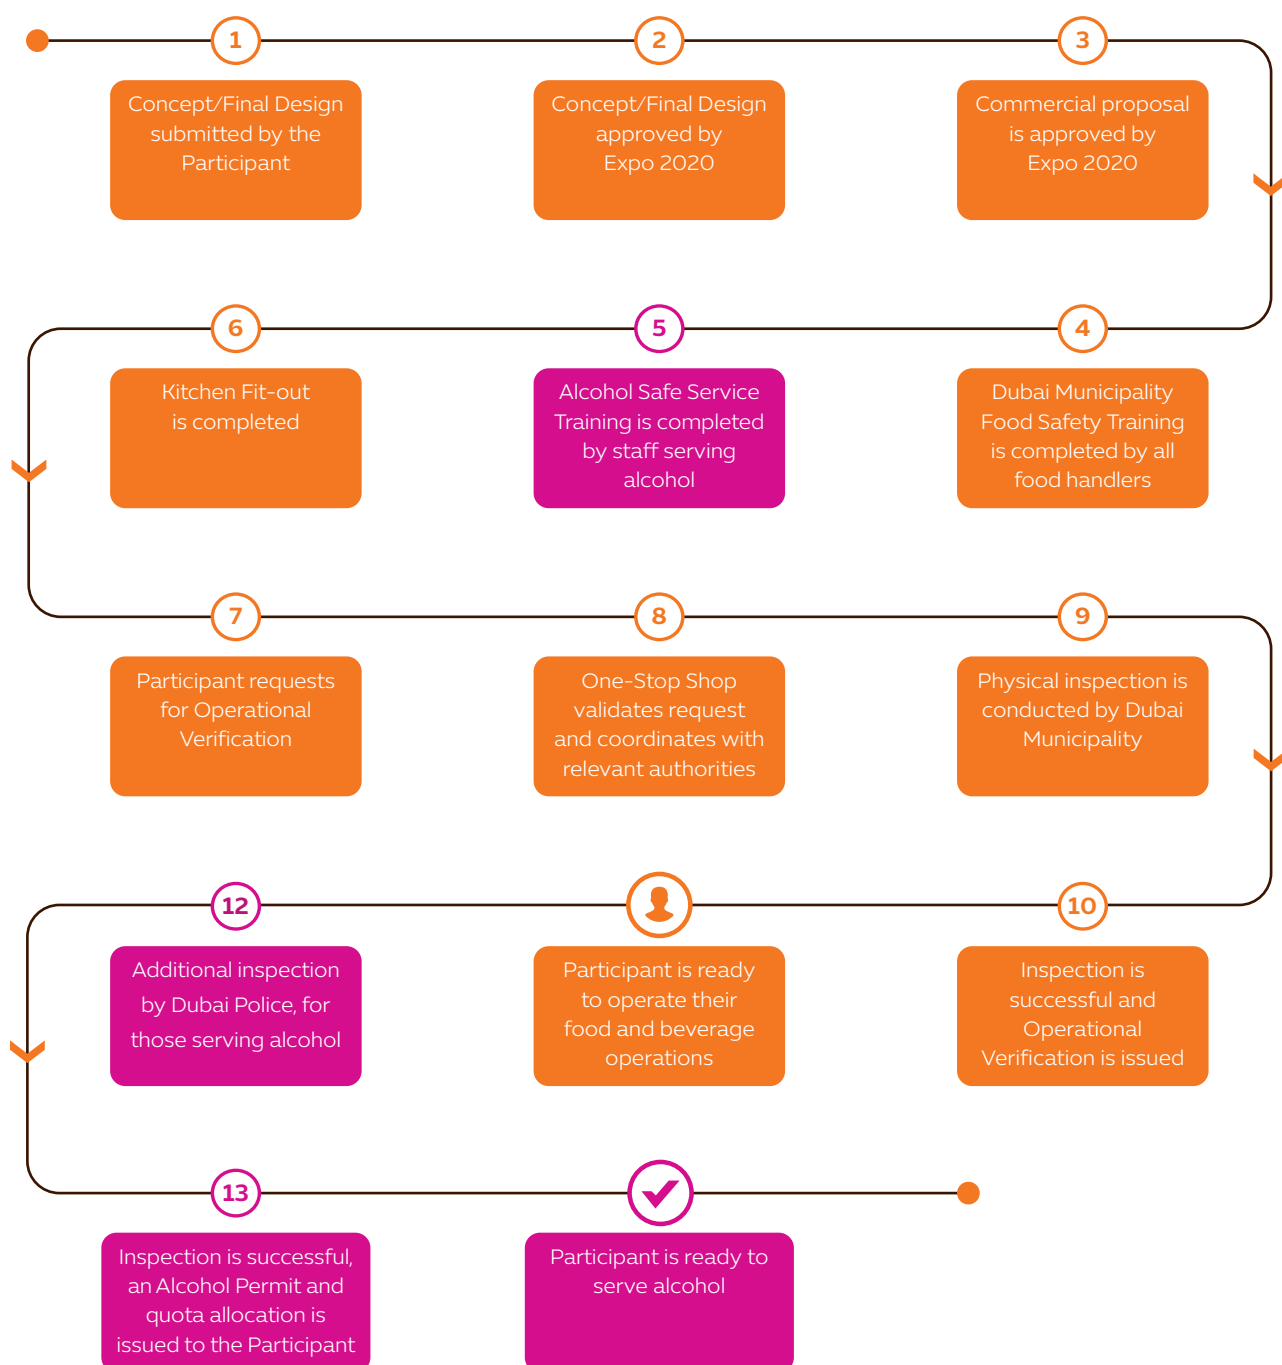 1
Concept/Final Design
submitted by the
Participant
2
Concept/Final Design
approved by
Expo 2020
3
Commercial proposal
is approved by
Expo 2020
4
Dubai Municipality
Food Safety Training
is completed by all
food handlers
5
Alcohol Safe Service
Training is completed
by staff serving
alcohol
6
Kitchen Fit-out
is completed
7
Participant requests
for Operational
Verification
8
One-Stop Shop
validates request
and coordinates with
relevant authorities
9
Physical inspection is
conducted by Dubai
Municipality
10
Inspection is
successful and
Operational
Verification is issued
Participant is ready
to operate their
food and beverage
operations
12
Additional inspection
by Dubai Police, for
those serving alcohol
13
Inspection is successful,
an Alcohol Permit and
quota allocation is
issued to the Participant
Participant is ready to
serve alcohol